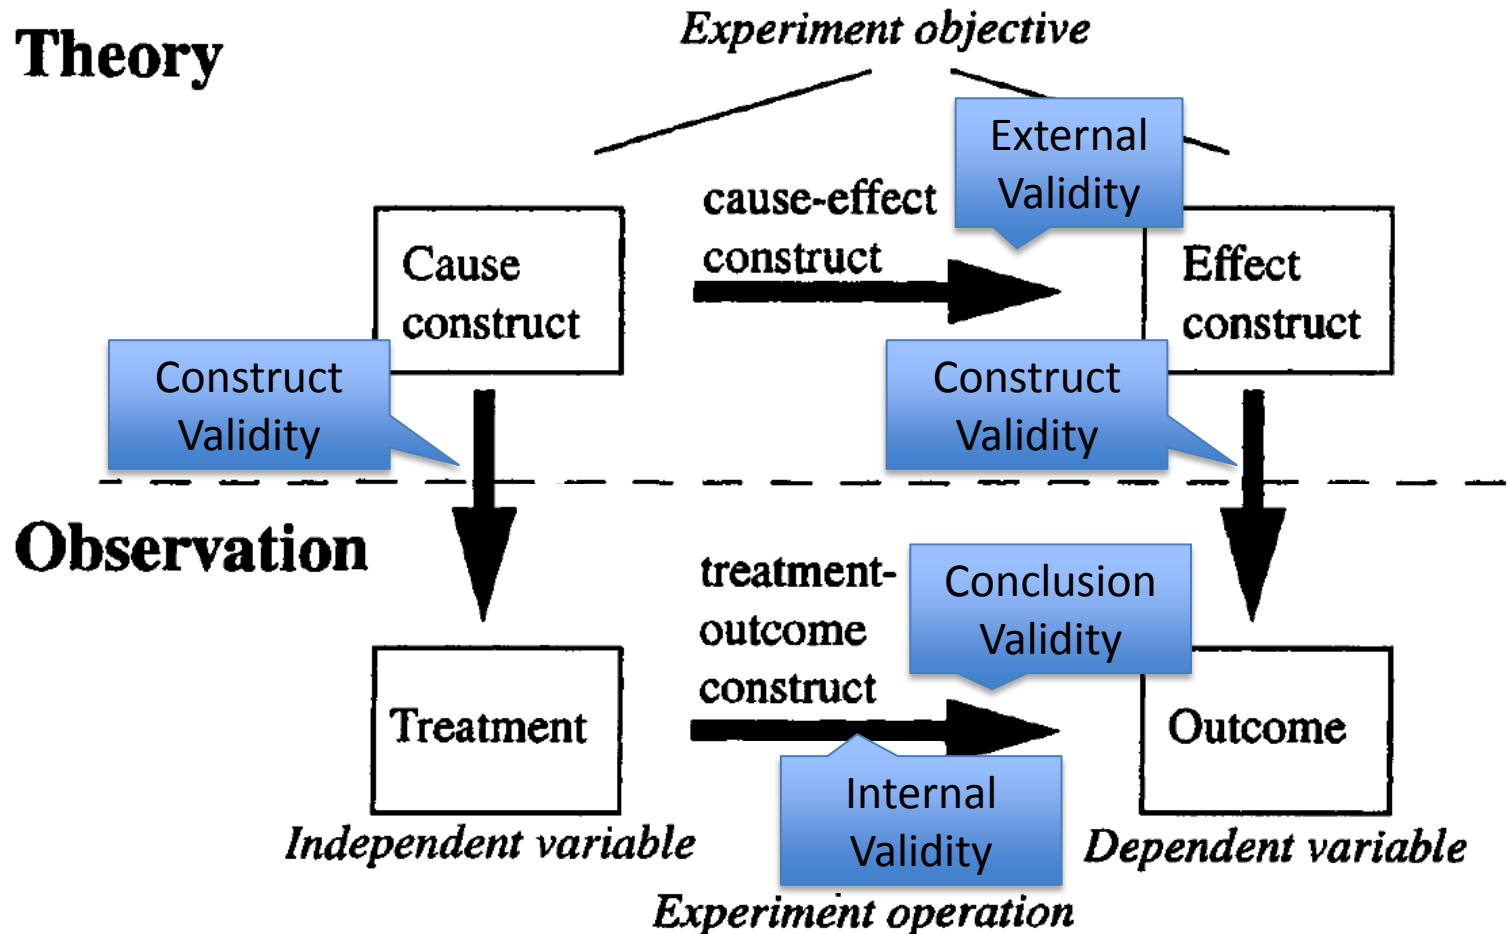 Theory
Experiment objective
External
Validity
cause-effect
construct
Cause
construct
Effect
construct
Construct
Validity
Construct
Validity
Observation
treatment-
outcome
construct
Conclusion
Validity
Treatment
Outcome
Internal
Validity
Independent variable
Dependent variable
Experiment operation